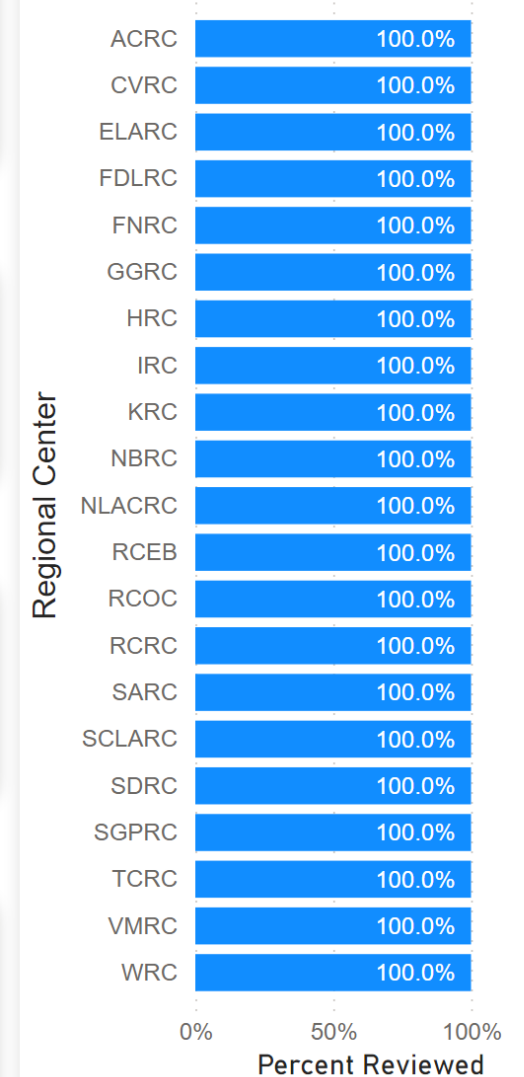 ACRC 100.0%
CVRC 100.0%
ELARC 100.0%
FDLRC 100.0%
FNRC 100.0%
GGRC 100.0%
HRC 100.0%
IRC 100.0%
KRC 100.0%
NBRC 100.0%
NLACRC 100.0%
RCEB 100.0%
RCOC 100.0%
RCRC 100.0%
SARC 100.0%
SCLARC 100.0%
SDRC 100.0%
SGPRC 100.0%
TCRC 100.0%
VMRC 100.0%
WRC 100.0%
Regional Center
0% 50% 100%
Percent Reviewed